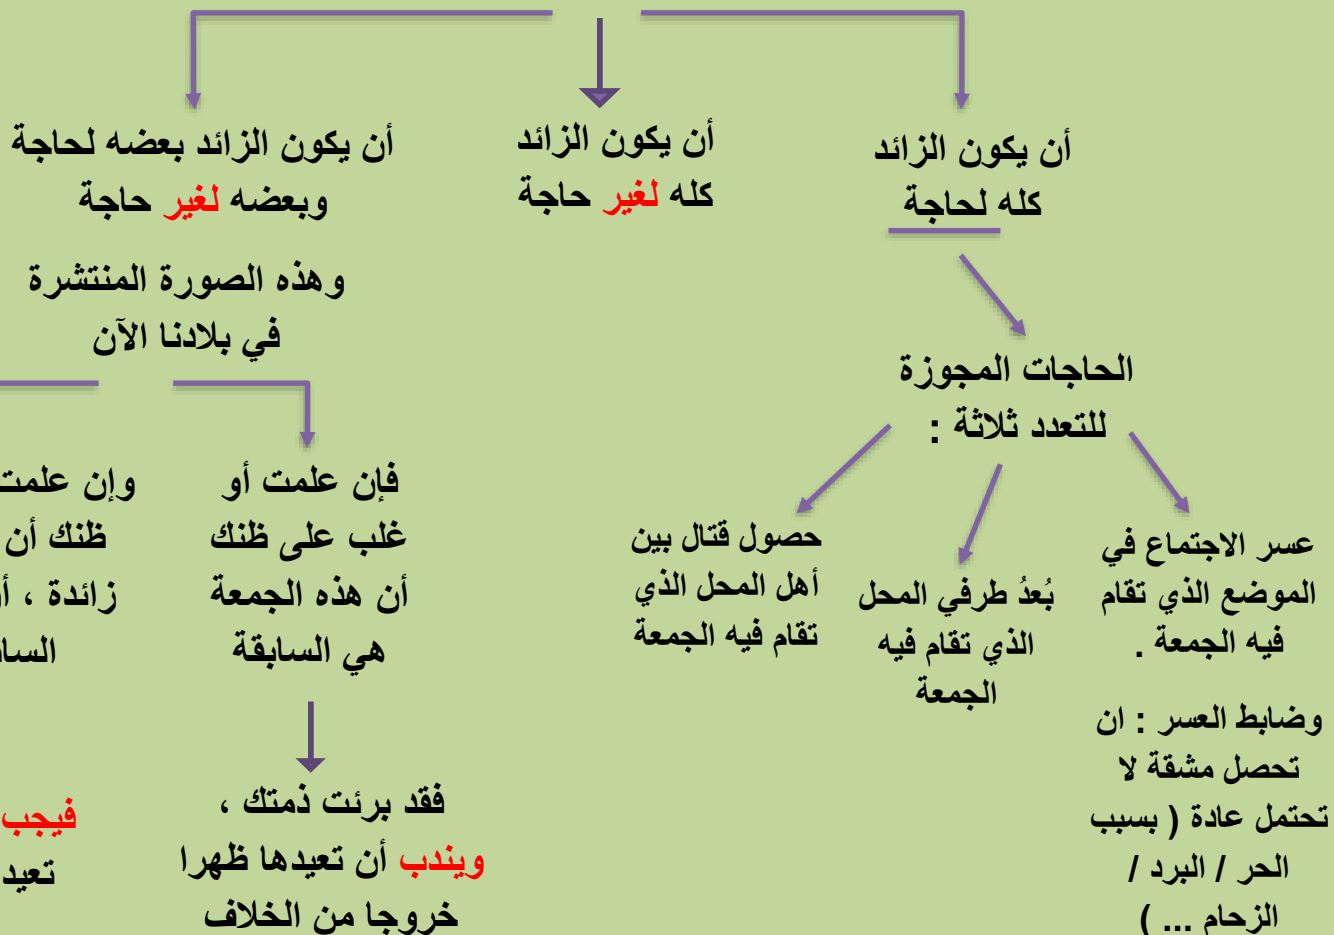 أن يكون الزائد
كله لحاجة
أن يكون الزائد
كله لغير حاجة
أن يكون الزائد بعضه لحاجة
وبعضه لغير حاجة
وهذه الصورة المنتشرة
في بلادنا الآن
الحاجات المجوزة
للتعدد ثلاثة :
عسر الاجتماع في
الموضع الذي تقام
فيه الجمعة .
وضابط العسر : ان
تحصل مشقة لا
تحتمل عادة ( بسبب
الحر / البرد /
الزحام ... )
بُعدُ طرفي المحل
الذي تقام فيه
الجمعة
حصول قتال بين
أهل المحل الذي
تقام فيه الجمعة
فإن علمت أو
غلب على ظنك
أن هذه الجمعة
هي السابقة
فقد برئت ذمتك ،
ويندب أن تعيدها ظهرا
خروجا من الخلاف
وإن علمت
ظنك أن
زائدة ،
فيجب